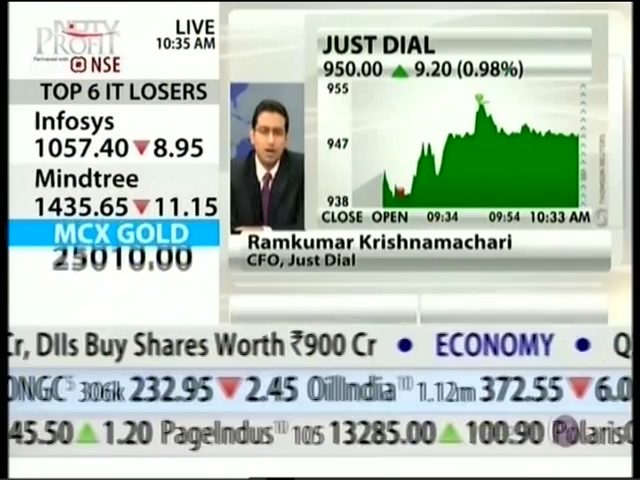 NDTV
PROFIT
Partnered with NSE
LIVE
10:35 AM
TOP 6 IT LOSERS
Infosys
1057.40 ▼ 8.95
Mindtree
1435.65 ▼ 11.15
MCX GOLD
25010.00
JUST DIAL
950.00 ▲ 9.20 (0.98%)
955
947
938
CLOSE OPEN 09:34 09:54 10:33 AM
Ramkumar Krishnamachari
CFO, Just Dial
Cr, DIIs Buy Shares Worth ₹900 Cr • ECONOMY • Q
ONGC 306k 232.95 ▼ 2.45 OilIndia 1.12m 372.55 ▼ 6.0
45.50 ▲ 1.20 PageIndus 105 13285.00 ▲ 100.90 Polaris